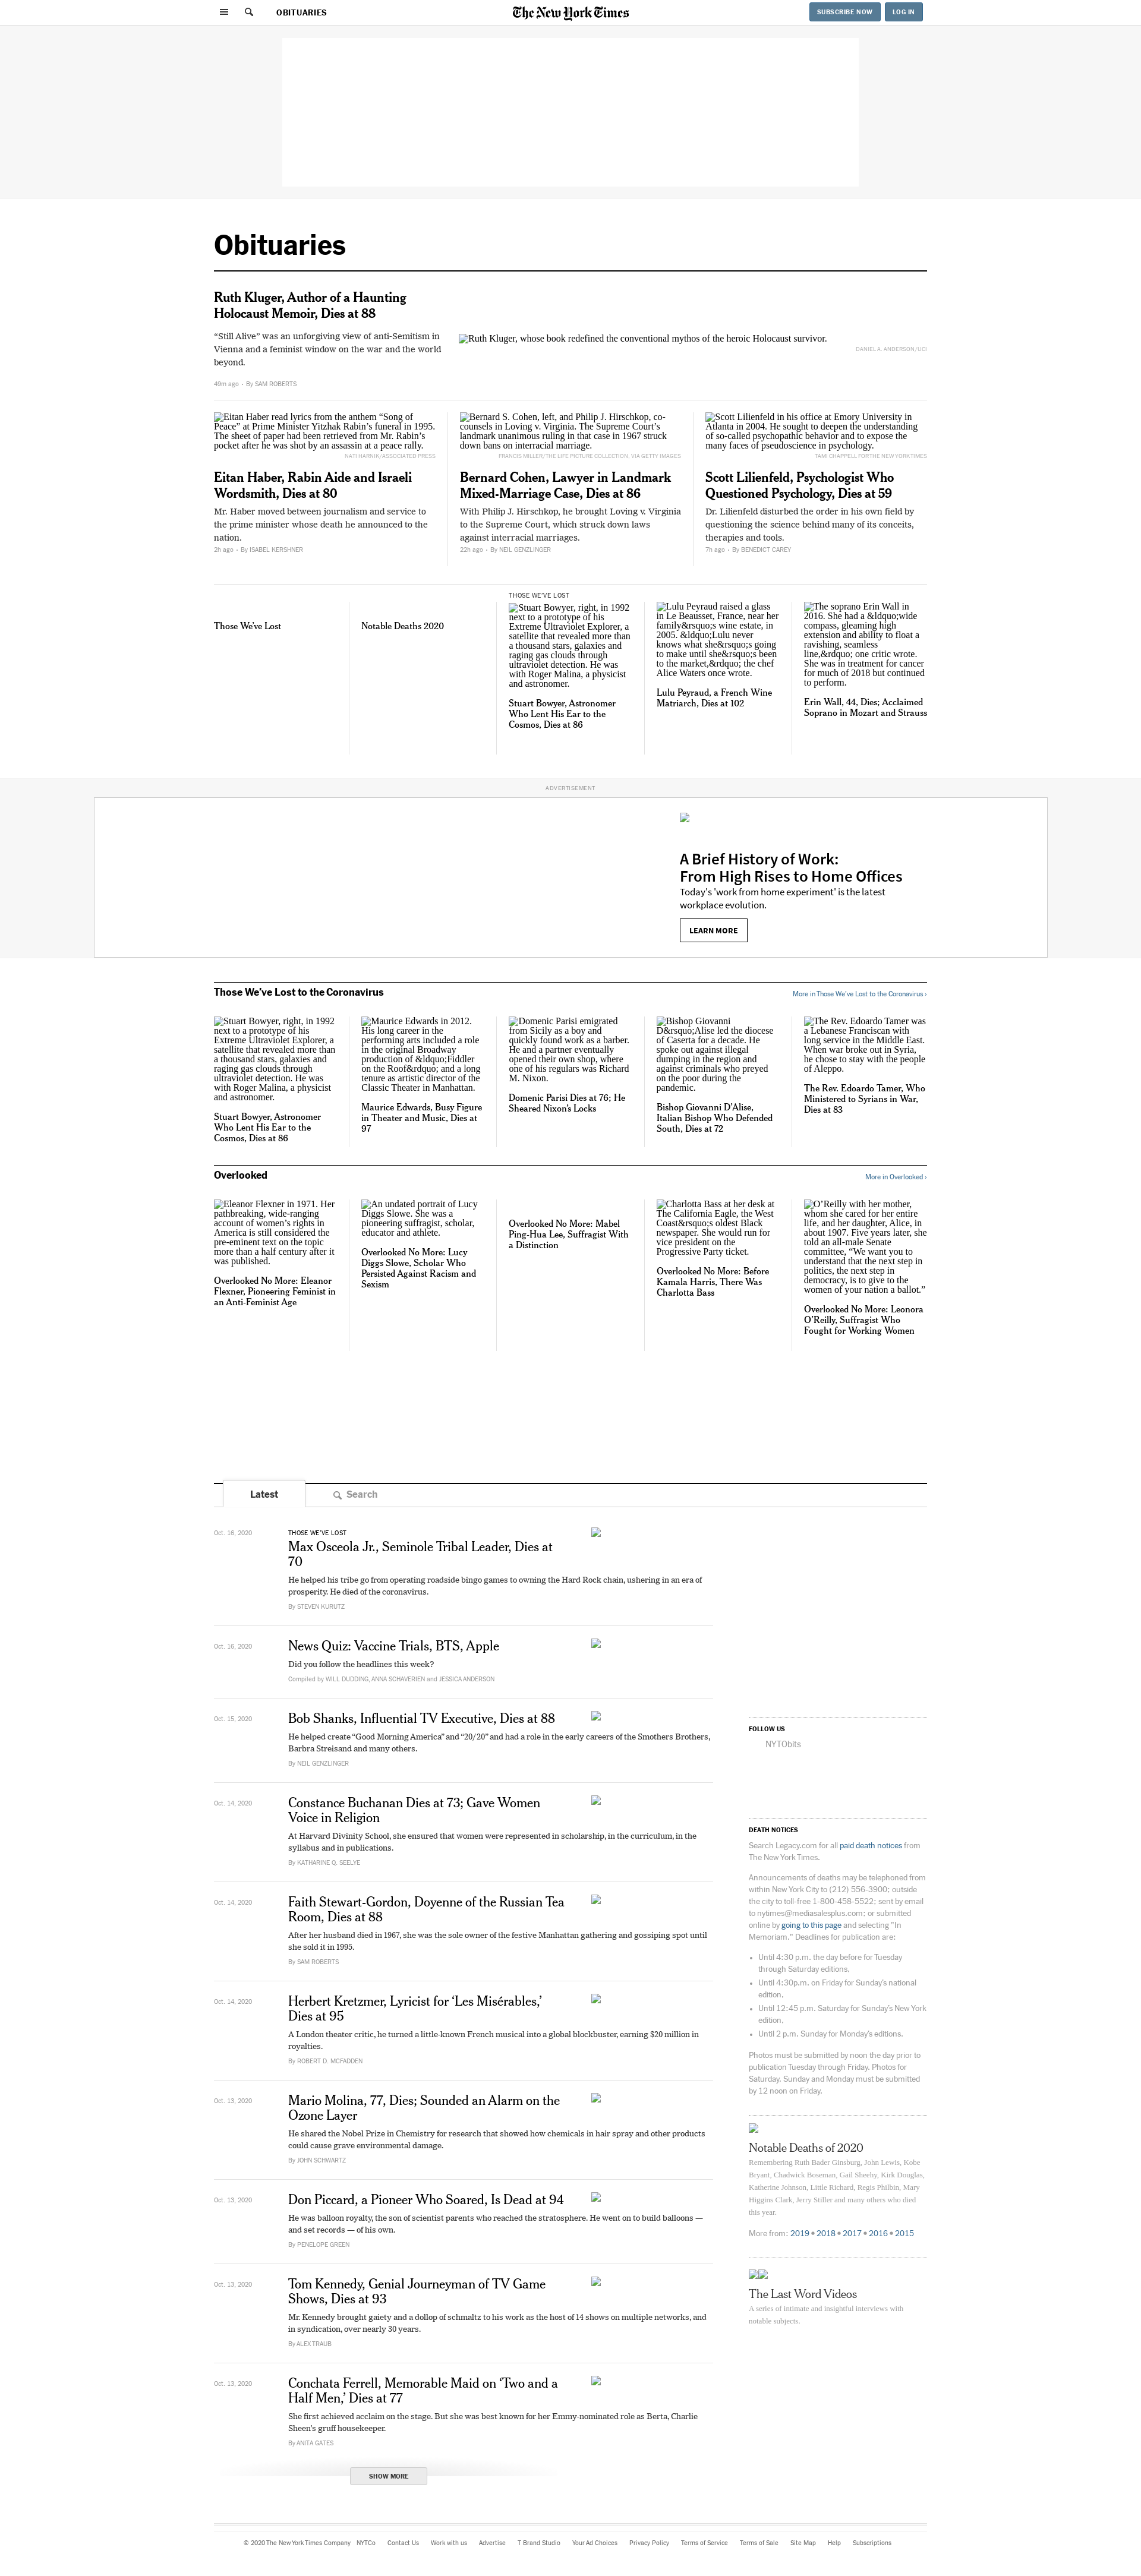 OBITUARIES
The New York Times
SUBSCRIBE NOW
LOG IN
Obituaries
Ruth Kluger, Author of a Haunting
Holocaust Memoir, Dies at 88
“Still Alive” was an unforgiving view of anti-Semitism in
Vienna and a feminist window on the war and the world
beyond.
49m ago • By SAM ROBERTS
Ruth Kluger, whose book redefined the conventional mythos of the heroic Holocaust survivor.
DANIEL A. ANDERSON/UCI
Eitan Haber read lyrics from the anthem “Song of
Peace” at Prime Minister Yitzhak Rabin’s funeral in 1995.
The sheet of paper had been retrieved from Mr. Rabin’s
pocket after he was shot by an assassin at a peace rally.
NATI HARNIK/ASSOCIATED PRESS
Eitan Haber, Rabin Aide and Israeli
Wordsmith, Dies at 80
Mr. Haber moved between journalism and service to
the prime minister whose death he announced to the
nation.
2h ago • By ISABEL KERSHNER
Bernard S. Cohen, left, and Philip J. Hirschkop, co-
counsels in Loving v. Virginia. The Supreme Court’s
landmark unanimous ruling in that case in 1967 struck
down bans on interracial marriage.
FRANCIS MILLER/THE LIFE PICTURE COLLECTION, VIA GETTY IMAGES
Bernard Cohen, Lawyer in Landmark
Mixed-Marriage Case, Dies at 86
With Philip J. Hirschkop, he brought Loving v. Virginia
to the Supreme Court, which struck down laws
against interracial marriages.
22h ago • By NEIL GENZLINGER
Scott Lilienfeld in his office at Emory University in
Atlanta in 2004. He sought to deepen the understanding
of so-called psychopathic behavior and to expose the
many faces of pseudoscience in psychology.
TAMI CHAPPELL FOR THE NEW YORK TIMES
Scott Lilienfeld, Psychologist Who
Questioned Psychology, Dies at 59
Dr. Lilienfeld disturbed the order in his own field by
questioning the science behind many of its conceits,
therapies and tools.
7h ago • By BENEDICT CAREY
Those We’ve Lost
Notable Deaths 2020
THOSE WE’VE LOST
Stuart Bowyer, right, in 1992
next to a prototype of his
Extreme Ultraviolet Explorer, a
satellite that revealed more than
a thousand stars, galaxies and
raging gas clouds through
ultraviolet detection. He was
with Roger Malina, a physicist
and astronomer.
Stuart Bowyer, Astronomer
Who Lent His Ear to the
Cosmos, Dies at 86
Lulu Peyraud raised a glass
in Le Beausset, France, near her
family&rsquo;s wine estate, in
2005. &ldquo;Lulu never
knows what she&rsquo;s going
to make until she&rsquo;s been
to the market,&rdquo; the chef
Alice Waters once wrote.
Lulu Peyraud, a French Wine
Matriarch, Dies at 102
The soprano Erin Wall in
2016. She had a &ldquo;wide
compass, gleaming high
extension and ability to float a
ravishing, seamless
line,&rdquo; one critic wrote.
She was in treatment for cancer
for much of 2018 but continued
to perform.
Erin Wall, 44, Dies; Acclaimed
Soprano in Mozart and Strauss
ADVERTISEMENT
A Brief History of Work:
From High Rises to Home Offices
Today's 'work from home experiment' is the latest
workplace evolution.
LEARN MORE
Those We’ve Lost to the Coronavirus
More in Those We’ve Lost to the Coronavirus ›
Stuart Bowyer, right, in 1992
next to a prototype of his
Extreme Ultraviolet Explorer, a
satellite that revealed more than
a thousand stars, galaxies and
raging gas clouds through
ultraviolet detection. He was
with Roger Malina, a physicist
and astronomer.
Stuart Bowyer, Astronomer
Who Lent His Ear to the
Cosmos, Dies at 86
Maurice Edwards in 2012.
His long career in the
performing arts included a role
in the original Broadway
production of &ldquo;Fiddler
on the Roof&rdquo; and a long
tenure as artistic director of the
Classic Theater in Manhattan.
Maurice Edwards, Busy Figure
in Theater and Music, Dies at
97
Domenic Parisi emigrated
from Sicily as a boy and
quickly found work as a barber.
He and a partner eventually
opened their own shop, where
one of his regulars was Richard
M. Nixon.
Domenic Parisi Dies at 76; He
Sheared Nixon’s Locks
Bishop Giovanni
D&rsquo;Alise led the diocese
of Caserta for a decade. He
spoke out against illegal
dumping in the region and
against criminals who preyed
on the poor during the
pandemic.
Bishop Giovanni D’Alise,
Italian Bishop Who Defended
South, Dies at 72
The Rev. Edoardo Tamer was
a Lebanese Franciscan with
long service in the Middle East.
When war broke out in Syria,
he chose to stay with the people
of Aleppo.
The Rev. Edoardo Tamer, Who
Ministered to Syrians in War,
Dies at 83
Overlooked
More in Overlooked ›
Eleanor Flexner in 1971. Her
pathbreaking, wide-ranging
account of women’s rights in
America is still considered the
pre-eminent text on the topic
more than a half century after it
was published.
Overlooked No More: Eleanor
Flexner, Pioneering Feminist in
an Anti-Feminist Age
An undated portrait of Lucy
Diggs Slowe. She was a
pioneering suffragist, scholar,
educator and athlete.
Overlooked No More: Lucy
Diggs Slowe, Scholar Who
Persisted Against Racism and
Sexism
Overlooked No More: Mabel
Ping-Hua Lee, Suffragist With
a Distinction
Charlotta Bass at her desk at
The California Eagle, the West
Coast&rsquo;s oldest Black
newspaper. She would run for
vice president on the
Progressive Party ticket.
Overlooked No More: Before
Kamala Harris, There Was
Charlotta Bass
O’Reilly with her mother,
whom she cared for her entire
life, and her daughter, Alice, in
about 1907. Five years later, she
told an all-male Senate
committee, “We want you to
understand that the next step in
politics, the next step in
democracy, is to give to the
women of your nation a ballot.”
Overlooked No More: Leonora
O’Reilly, Suffragist Who
Fought for Working Women
Latest
Search
Oct. 16, 2020
THOSE WE’VE LOST
Max Osceola Jr., Seminole Tribal Leader, Dies at
70
He helped his tribe go from operating roadside bingo games to owning the Hard Rock chain, ushering in an era of
prosperity. He died of the coronavirus.
By STEVEN KURUTZ
Oct. 16, 2020
News Quiz: Vaccine Trials, BTS, Apple
Did you follow the headlines this week?
Compiled by WILL DUDDING, ANNA SCHAVERIEN and JESSICA ANDERSON
Oct. 15, 2020
Bob Shanks, Influential TV Executive, Dies at 88
He helped create “Good Morning America” and “20/20” and had a role in the early careers of the Smothers Brothers,
Barbra Streisand and many others.
By NEIL GENZLINGER
Oct. 14, 2020
Constance Buchanan Dies at 73; Gave Women
Voice in Religion
At Harvard Divinity School, she ensured that women were represented in scholarship, in the curriculum, in the
syllabus and in publications.
By KATHARINE Q. SEELYE
Oct. 14, 2020
Faith Stewart-Gordon, Doyenne of the Russian Tea
Room, Dies at 88
After her husband died in 1967, she was the sole owner of the festive Manhattan gathering and gossiping spot until
she sold it in 1995.
By SAM ROBERTS
Oct. 14, 2020
Herbert Kretzmer, Lyricist for ‘Les Misérables,’
Dies at 95
A London theater critic, he turned a little-known French musical into a global blockbuster, earning $20 million in
royalties.
By ROBERT D. MCFADDEN
Oct. 13, 2020
Mario Molina, 77, Dies; Sounded an Alarm on the
Ozone Layer
He shared the Nobel Prize in Chemistry for research that showed how chemicals in hair spray and other products
could cause grave environmental damage.
By JOHN SCHWARTZ
Oct. 13, 2020
Don Piccard, a Pioneer Who Soared, Is Dead at 94
He was balloon royalty, the son of scientist parents who reached the stratosphere. He went on to build balloons —
and set records — of his own.
By PENELOPE GREEN
Oct. 13, 2020
Tom Kennedy, Genial Journeyman of TV Game
Shows, Dies at 93
Mr. Kennedy brought gaiety and a dollop of schmaltz to his work as the host of 14 shows on multiple networks, and
in syndication, over nearly 30 years.
By ALEX TRAUB
Oct. 13, 2020
Conchata Ferrell, Memorable Maid on ‘Two and a
Half Men,’ Dies at 77
She first achieved acclaim on the stage. But she was best known for her Emmy-nominated role as Berta, Charlie
Sheen’s gruff housekeeper.
By ANITA GATES
SHOW MORE
FOLLOW US
NYTObits
DEATH NOTICES
Search Legacy.com for all paid death notices from
The New York Times.
Announcements of deaths may be telephoned from
within New York City to (212) 556-3900; outside
the city to toll-free 1-800-458-5522; sent by email
to nytimes@mediasalesplus.com; or submitted
online by going to this page and selecting “In
Memoriam.” Deadlines for publication are:
• Until 4:30 p.m. the day before for Tuesday
through Saturday editions.
• Until 4:30p.m. on Friday for Sunday’s national
edition.
• Until 12:45 p.m. Saturday for Sunday’s New York
edition.
• Until 2 p.m. Sunday for Monday’s editions.
Photos must be submitted by noon the day prior to
publication Tuesday through Friday. Photos for
Saturday, Sunday and Monday must be submitted
by 12 noon on Friday.
Notable Deaths of 2020
Remembering Ruth Bader Ginsburg, John Lewis, Kobe
Bryant, Chadwick Boseman, Gail Sheehy, Kirk Douglas,
Katherine Johnson, Little Richard, Regis Philbin, Mary
Higgins Clark, Jerry Stiller and many others who died
this year.
More from: 2019 • 2018 • 2017 • 2016 • 2015
The Last Word Videos
A series of intimate and insightful interviews with
notable subjects.
© 2020 The New York Times Company NYTCo Contact Us Work with us Advertise T Brand Studio Your Ad Choices Privacy Policy Terms of Service Terms of Sale Site Map Help Subscriptions